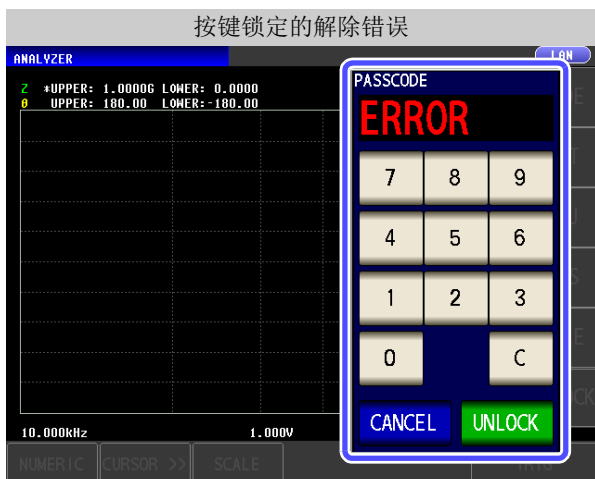 按键锁定的解除错误
ANALYZER
LAN
Z *UPPER: 1.0000G LOWER: 0.0000
θ UPPER: 180.00 LOWER:-180.00
PASSCODE
ERROR
7 8 9
4 5 6
1 2 3
0 C
CANCEL UNLOCK
10.000kHz 1.000V
NUMERIC CURSOR >> SCALE